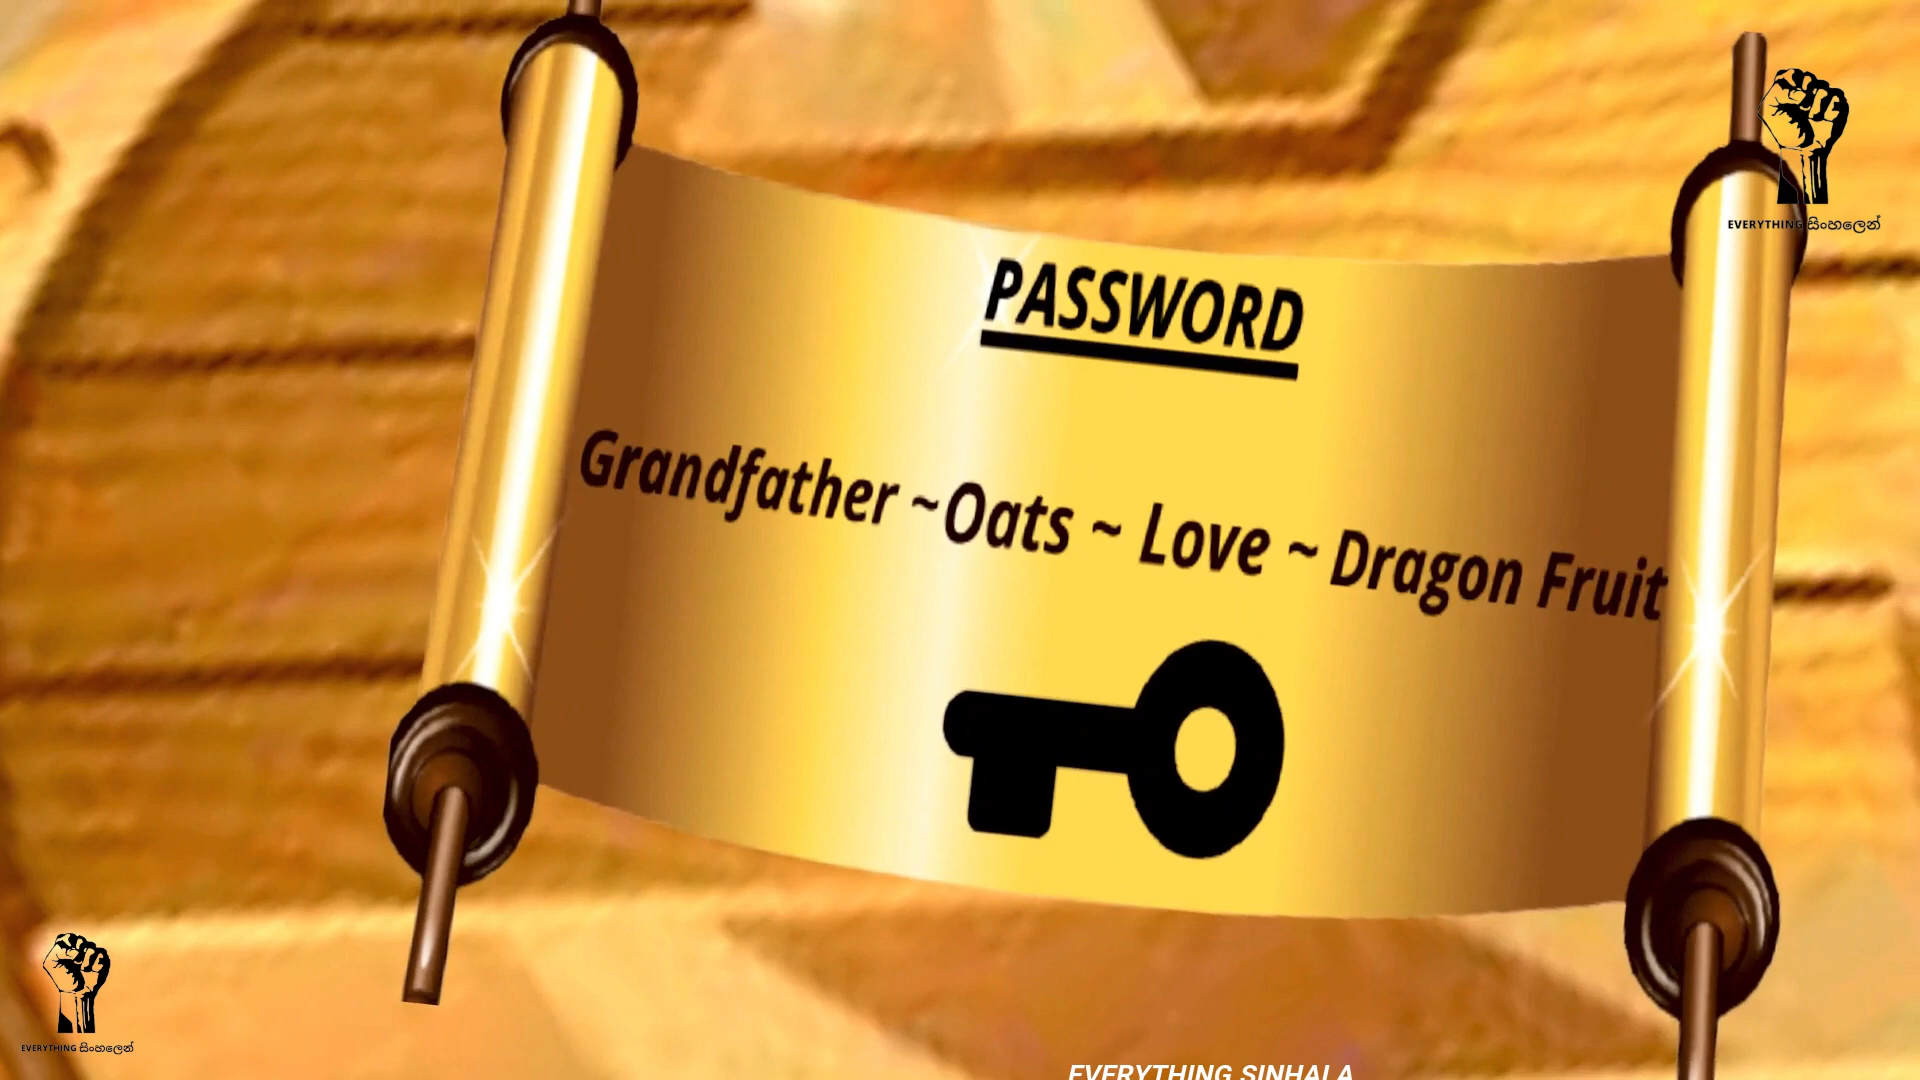 EVERYTHING සිංහලෙන්
PASSWORD
Grandfather ~Oats ~ Love ~ Dragon Fruit
EVERYTHING සිංහලෙන්
EVERYTHING SINHALA